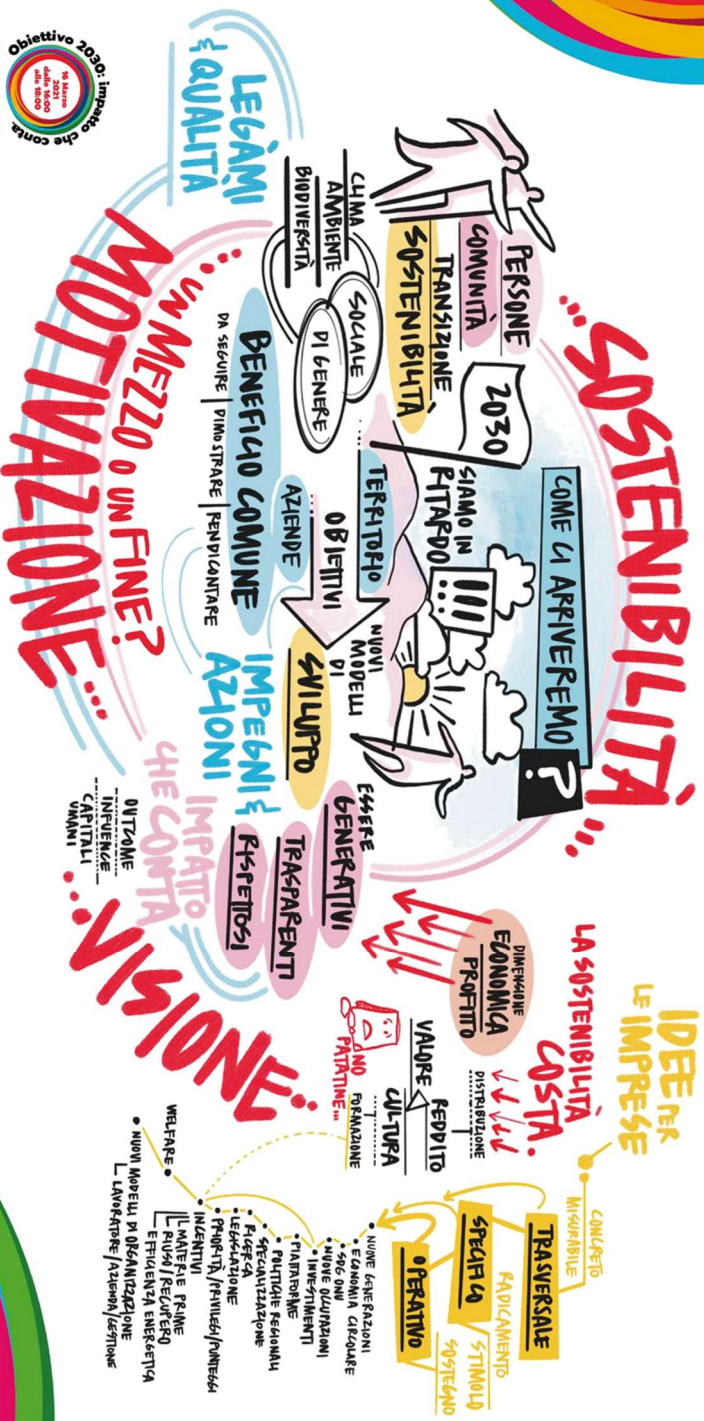 ...SOSTENIBILITÀ...
COME CI ARRIVEREMO
?
PERSONE
COMUNITÀ
TRANSIZIONE
SOSTENIBILITÀ
2030
SIAMO IN
RITARDO
!!!
CLIMA
AMBIENTE
BIODIVERSITÀ
SOCIALE
DI GENERE
... TERRITORIO
OBIETTIVI
... AZIENDE
NUOVI
MODELLI
DI
SVILUPPO
BENEFICIO COMUNE
DA SEGUIRE | DIMOSTRARE | RENDICONTARE
LEGAMI
& QUALITÀ
IMPEGNI &
AZIONI
ESSERE
GENERATIVI
TRASPARENTI
RISPETTOSI
IMPATTO
CHE CONTA
OUTCOME
INFUENCE
CAPITALI
UMANI
...UN MEZZO O UN FINE?
MOTIVAZIONE...
...VISIONE...
Obiettivo 2030: impatto che conta.
16 Marzo
2021
dalle 16:00
alle 18:00
LA SOSTENIBILITÀ
COSTA.
DIMENSIONE
ECONOMICA
PROFITTO
DISTRIBUZIONE
REDDITO
VALORE
CULTURA
FORMAZIONE
NO
PATATINE...
IDEE PER
LE IMPRESE
CONCRETO
MISURABILE
TRASVERSALE
RADICAMENTO
SPECIFICO
STIMOLO
OPERATIVO
SOSTEGNO
NUOVE GENERAZIONI
ECONOMIA CIRCOLARE
SDG ONU
NUOVE OCCUPAZIONI
INVESTIMENTI
PIATTAFORME
POLITICHE REGIONALI
SPECIALIZZAZIONE
RICERCA
LEGISLAZIONE
PRIORITÀ/PRIVILEGI/PUNTEGGI
INCENTIVI
MATERIE PRIME
RIUSO/RECUPERO
EFFICIENZA ENERGETICA
WELFARE
NUOVI MODELLI DI ORGANIZZAZIONE
LAVORATORE/AZIENDA/GESTIONE